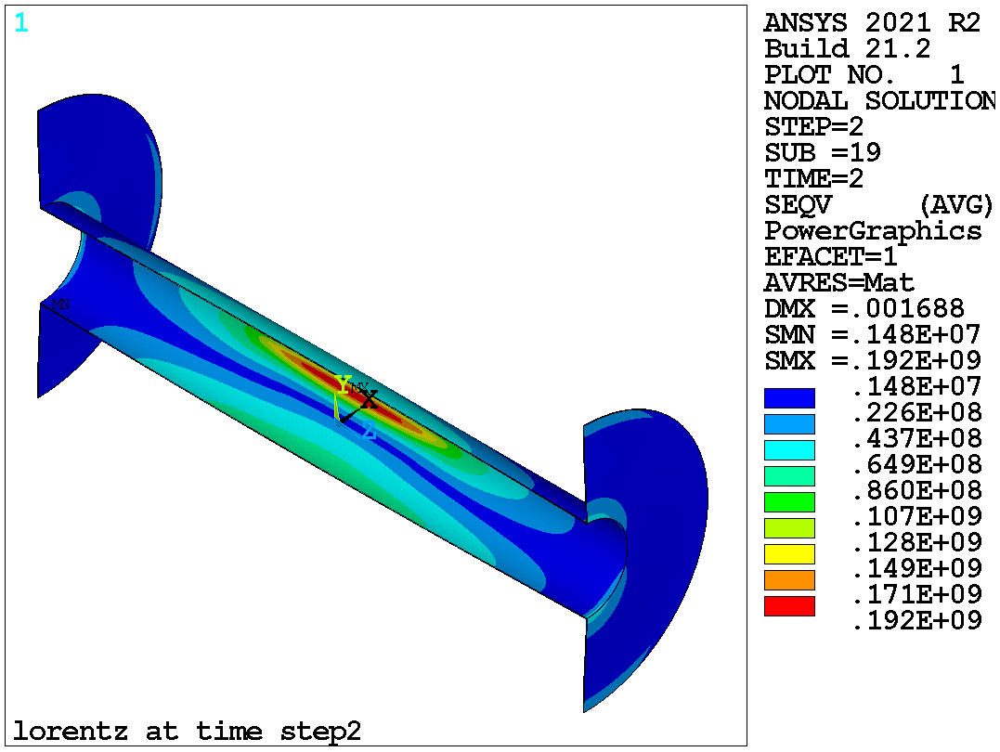 1
ANSYS 2021 R2
Build 21.2
PLOT NO. 1
NODAL SOLUTION
STEP=2
SUB =19
TIME=2
SEQV (AVG)
PowerGraphics
EFACET=1
AVRES=Mat
DMX =.001688
SMN =.148E+07
SMX =.192E+09
.148E+07
.226E+08
.437E+08
.649E+08
.860E+08
.107E+09
.128E+09
.149E+09
.171E+09
.192E+09
MN
Y
MX
X
Z
lorentz at time step2